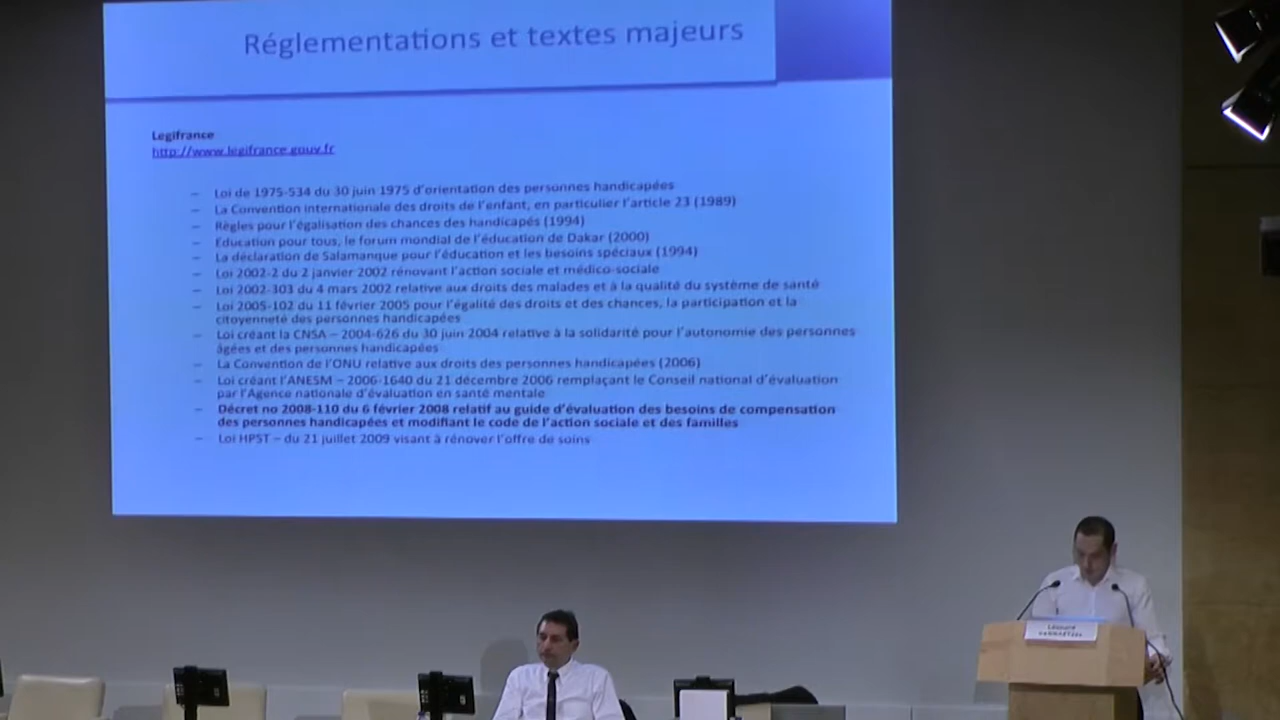 Réglementations et textes majeurs
Legifrance
http://www.legifrance.gouv.fr
– Loi de 1975-534 du 30 juin 1975 d'orientation des personnes handicapées
– La Convention internationale des droits de l'enfant, en particulier l'article 23 (1989)
– Règles pour l'égalisation des chances des handicapés (1994)
– Education pour tous, le forum mondial de l'éducation de Dakar (2000)
– La déclaration de Salamanque pour l'éducation et les besoins spéciaux (1994)
– Loi 2002-2 du 2 janvier 2002 rénovant l'action sociale et médico-sociale
– Loi 2002-303 du 4 mars 2002 relative aux droits des malades et à la qualité du système de santé
– Loi 2005-102 du 11 février 2005 pour l'égalité des droits et des chances, la participation et la
citoyenneté des personnes handicapées
– Loi créant la CNSA – 2004-626 du 30 juin 2004 relative à la solidarité pour l'autonomie des personnes
âgées et des personnes handicapées
– La Convention de l'ONU relative aux droits des personnes handicapées (2006)
– Loi créant l'ANESM – 2006-1640 du 21 décembre 2006 remplaçant le Conseil national d'évaluation
par l'Agence nationale d'évaluation en santé mentale
– Décret no 2008-110 du 6 février 2008 relatif au guide d'évaluation des besoins de compensation
des personnes handicapées et modifiant le code de l'action sociale et des familles
– Loi HPST – du 21 juillet 2009 visant à rénover l'offre de soins